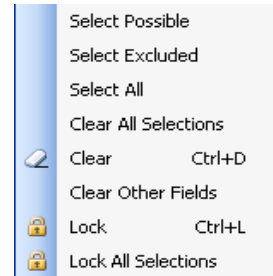 Select Possible
Select Excluded
Select All
Clear All Selections
Clear Ctrl+D
Clear Other Fields
Lock Ctrl+L
Lock All Selections